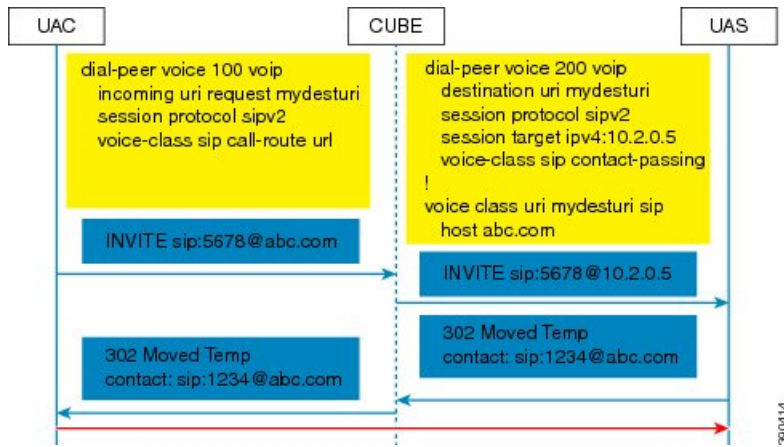 UAC
CUBE
UAS
dial-peer voice 100 voip
incoming uri request mydesturi
session protocol sipv2
voice-class sip call-route url
dial-peer voice 200 voip
destination uri mydesturi
session protocol sipv2
session target ipv4:10.2.0.5
voice-class sip contact-passing
!
voice class uri mydesturi sip
host abc.com
INVITE sip:5678@abc.com
INVITE sip:5678@10.2.0.5
302 Moved Temp
contact: sip:1234@abc.com
302 Moved Temp
contact: sip:1234@abc.com